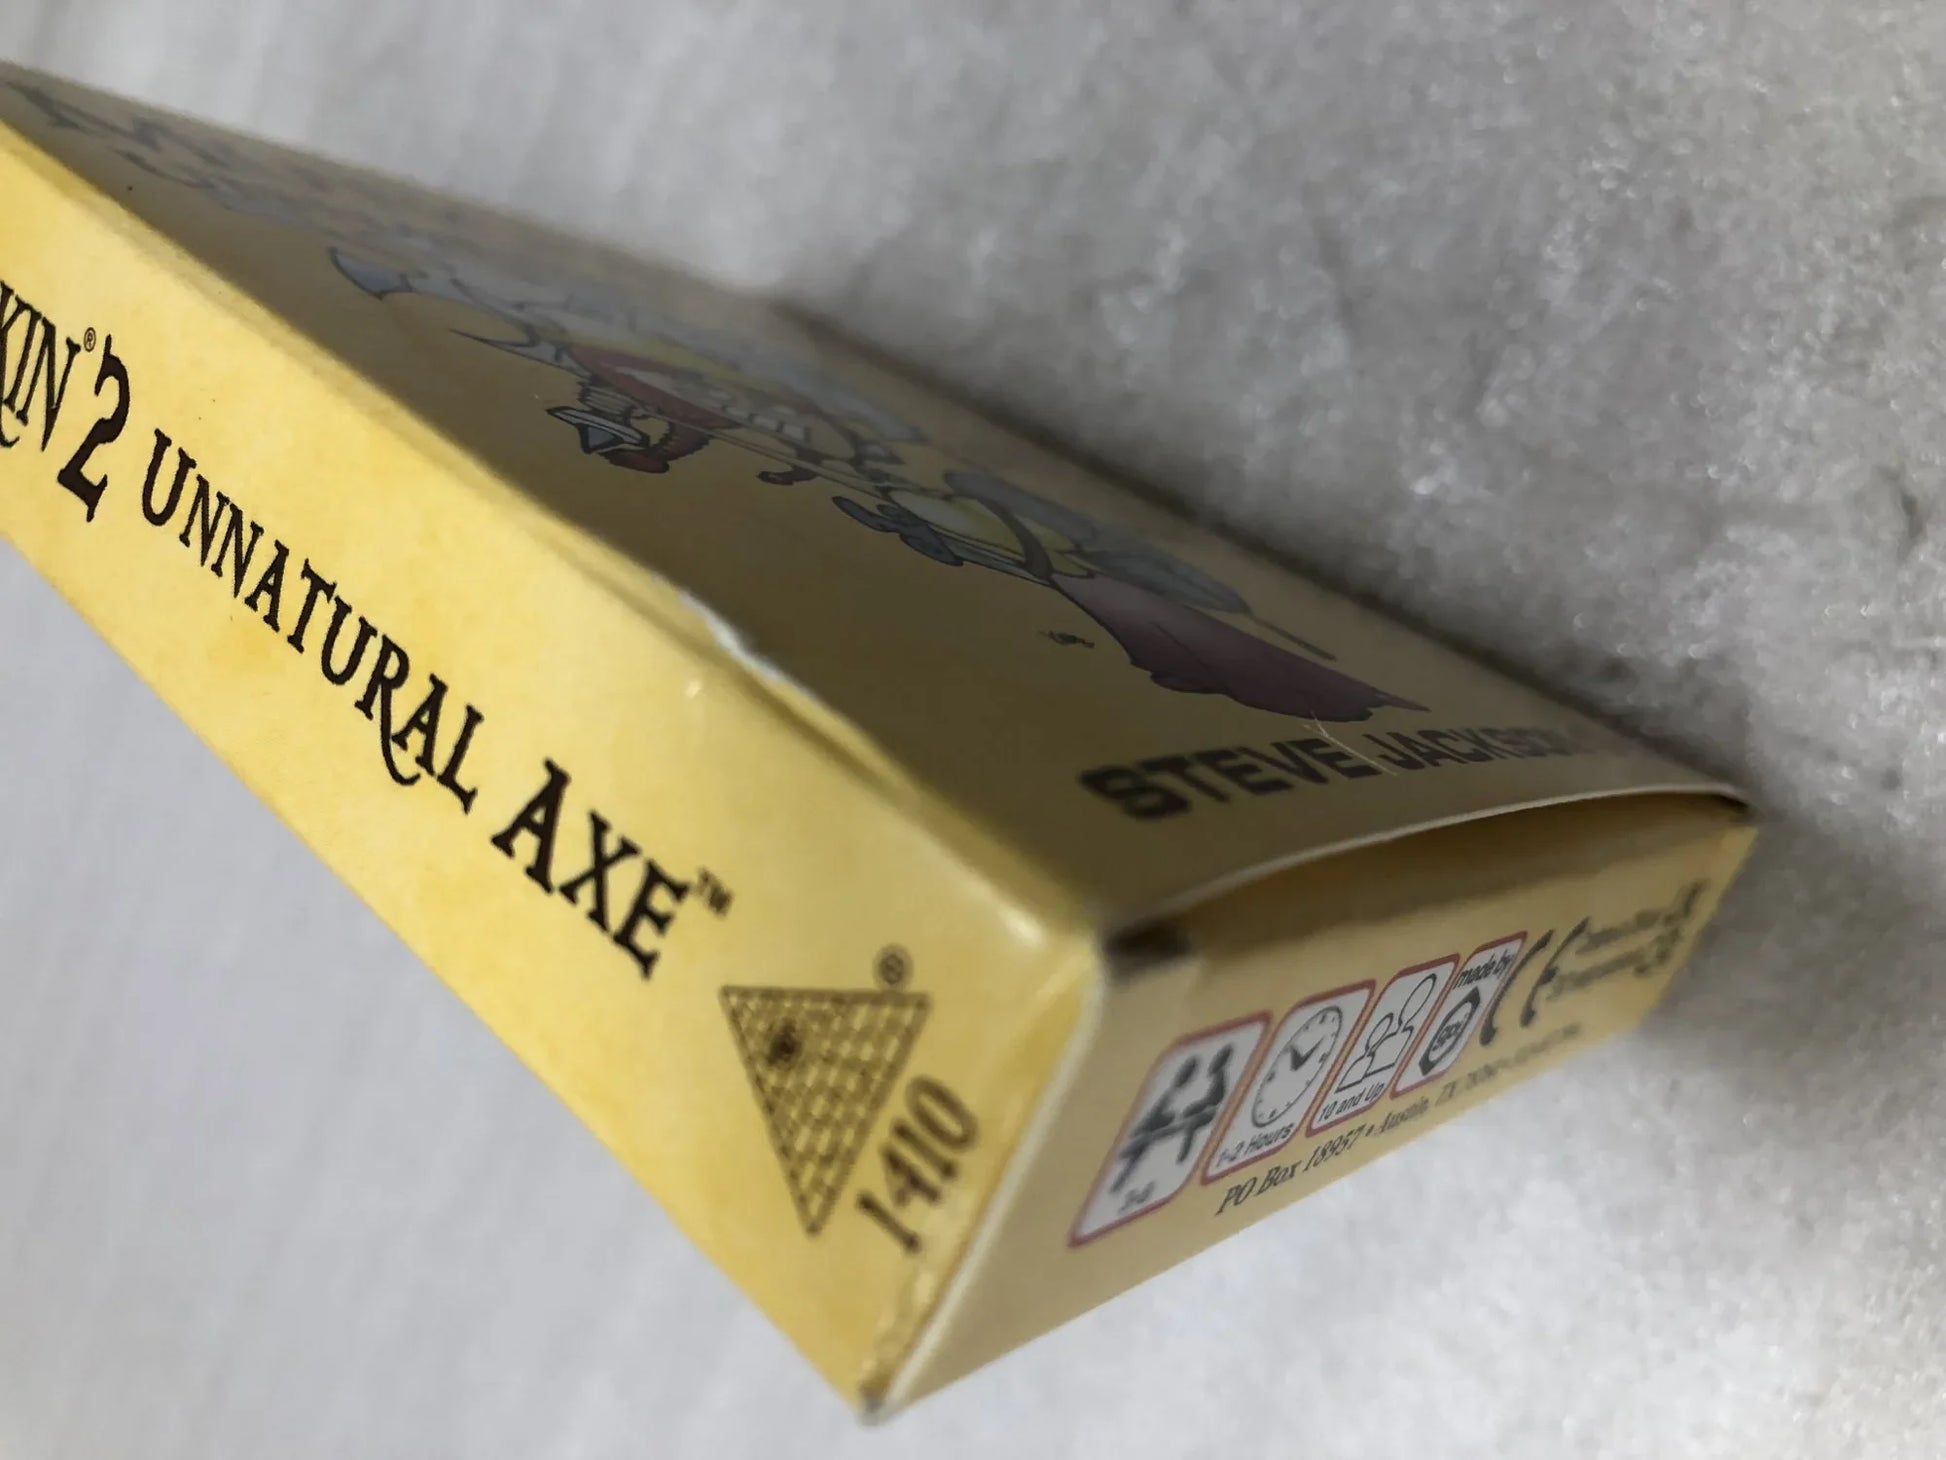 KIN® 2 UNNATURAL AXE™
®
1410
STEVE JACKSON
1-2 Hours
10 and Up
made by
PO Box 18957 • Austin, TX